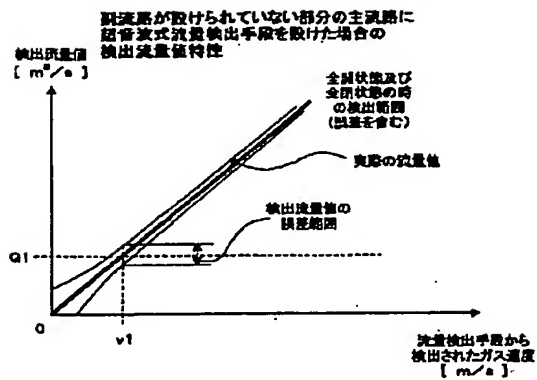 副流路が設けられていない部分の主流路に
超音波式流量検出手段を設けた場合の
検出流量値特性
検出流量値
[ m³/s ]
全開状態及び
全閉状態の時
の検出範囲
(誤差を含む)
実際の流量値
検出流量値の
誤差範囲
Q1
0
v1
流量検出手段から
検出されたガス速度
[ m/s ]